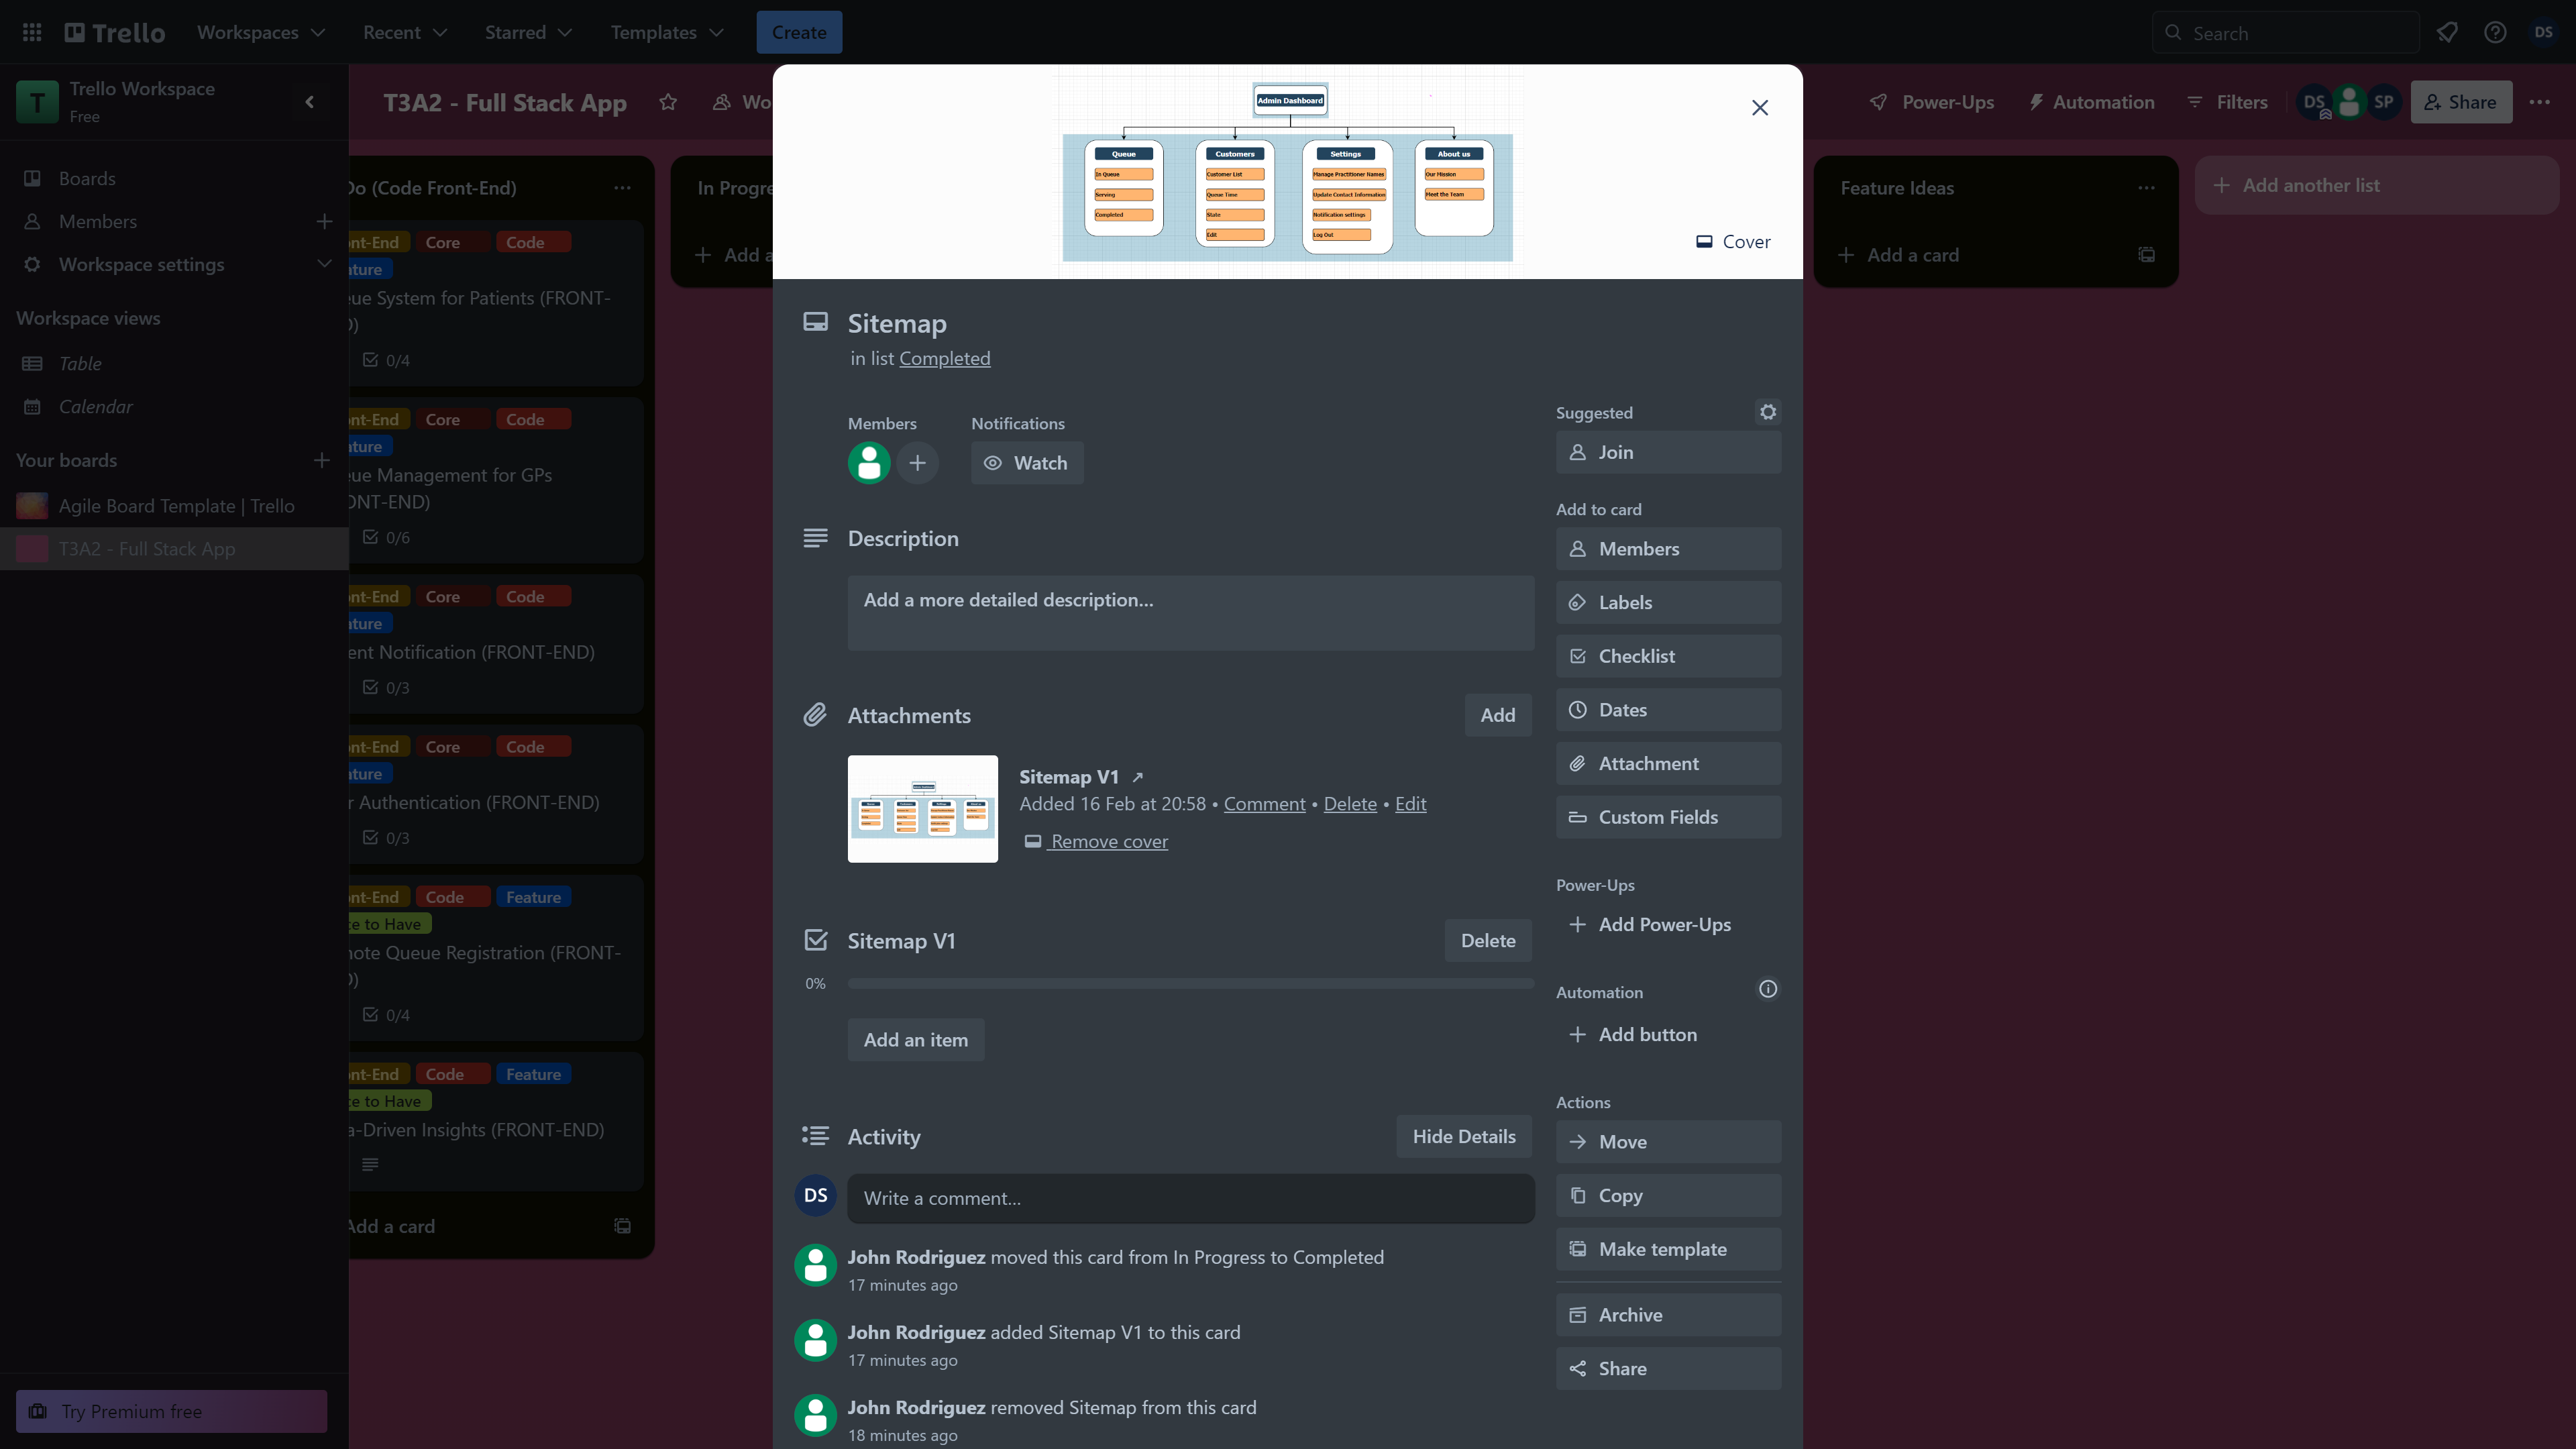 Trello
Workspaces
Recent
Starred
Templates
Create
Search
DS
T
Trello Workspace
Free
Boards
Members
Workspace settings
Workspace views
Table
Calendar
Your boards
Agile Board Template | Trello
T3A2 - Full Stack App
Try Premium free
T3A2 - Full Stack App
Wo
Power-Ups
Automation
Filters
DS
SP
Share
Do (Code Front-End)
nt-End Core Code
ture
ue System for Patients (FRONT-
D)
0/4
nt-End Core Code
ture
ue Management for GPs
ONT-END)
0/6
nt-End Core Code
ture
ent Notification (FRONT-END)
0/3
nt-End Core Code
ture
r Authentication (FRONT-END)
0/3
nt-End Code Feature
e to Have
note Queue Registration (FRONT-
D)
0/4
nt-End Code Feature
e to Have
a-Driven Insights (FRONT-END)
Add a card
In Progre
Add a
Admin Dashboard
Queue
In Queue
Serving
Completed
Customers
Customer List
Queue Time
State
Edit
Settings
Manage Practitioner Names
Update Contact Information
Notification settings
Log Out
About us
Our Mission
Meet the Team
Cover
Sitemap
in list Completed
Members
Notifications
Watch
Description
Add a more detailed description...
Attachments
Add
Sitemap V1 ↗
Added 16 Feb at 20:58 • Comment • Delete • Edit
Remove cover
Sitemap V1
Delete
0%
Add an item
Activity
Hide Details
DS
Write a comment...
John Rodriguez moved this card from In Progress to Completed
17 minutes ago
John Rodriguez added Sitemap V1 to this card
17 minutes ago
John Rodriguez removed Sitemap from this card
18 minutes ago
Suggested
Join
Add to card
Members
Labels
Checklist
Dates
Attachment
Custom Fields
Power-Ups
Add Power-Ups
Automation
Add button
Actions
Move
Copy
Make template
Archive
Share
Feature Ideas
Add a card
Add another list